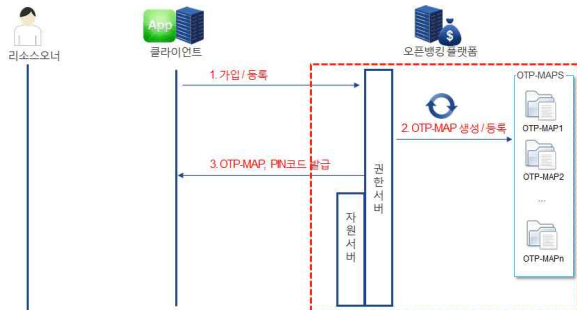 App
$
리소스오너
클라이언트
오픈뱅킹 플랫폼
1. 가입 / 등록
OTP-MAPS
OTP-MAP1
2. OTP-MAP 생성 / 등록
OTP-MAP2
3. OTP-MAP, PIN코드 발급
...
권한서버
자원서버
OTP-MAPn